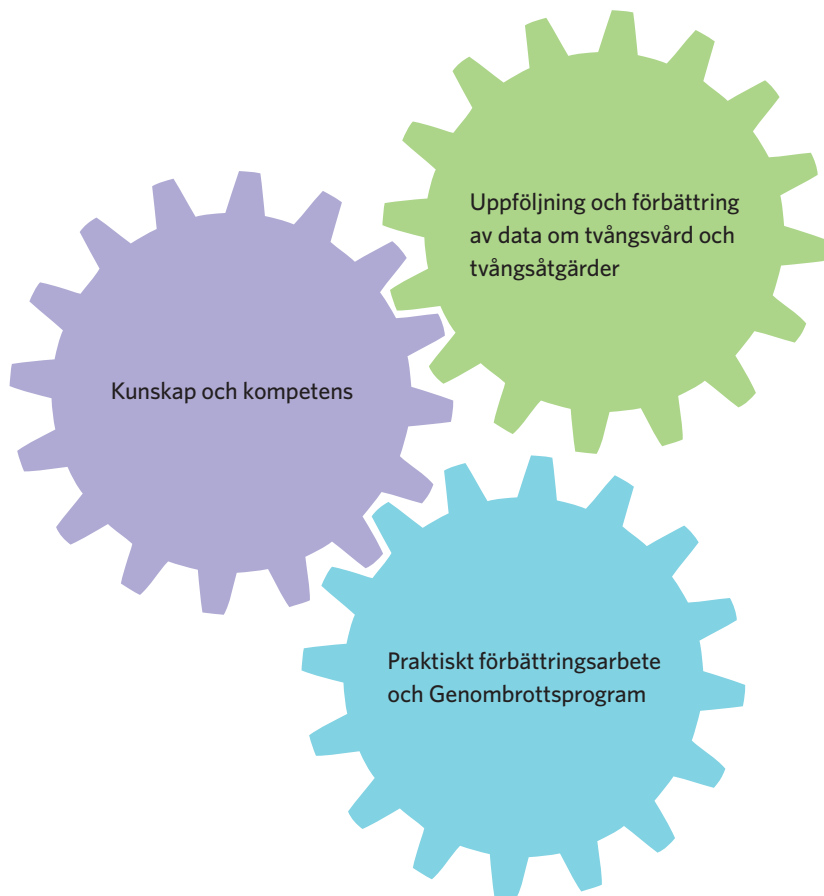 Uppföljning och förbättring
av data om tvångsvård och
tvångsåtgärder
Kunskap och kompetens
Praktiskt förbättringsarbete
och Genombrottsprogram